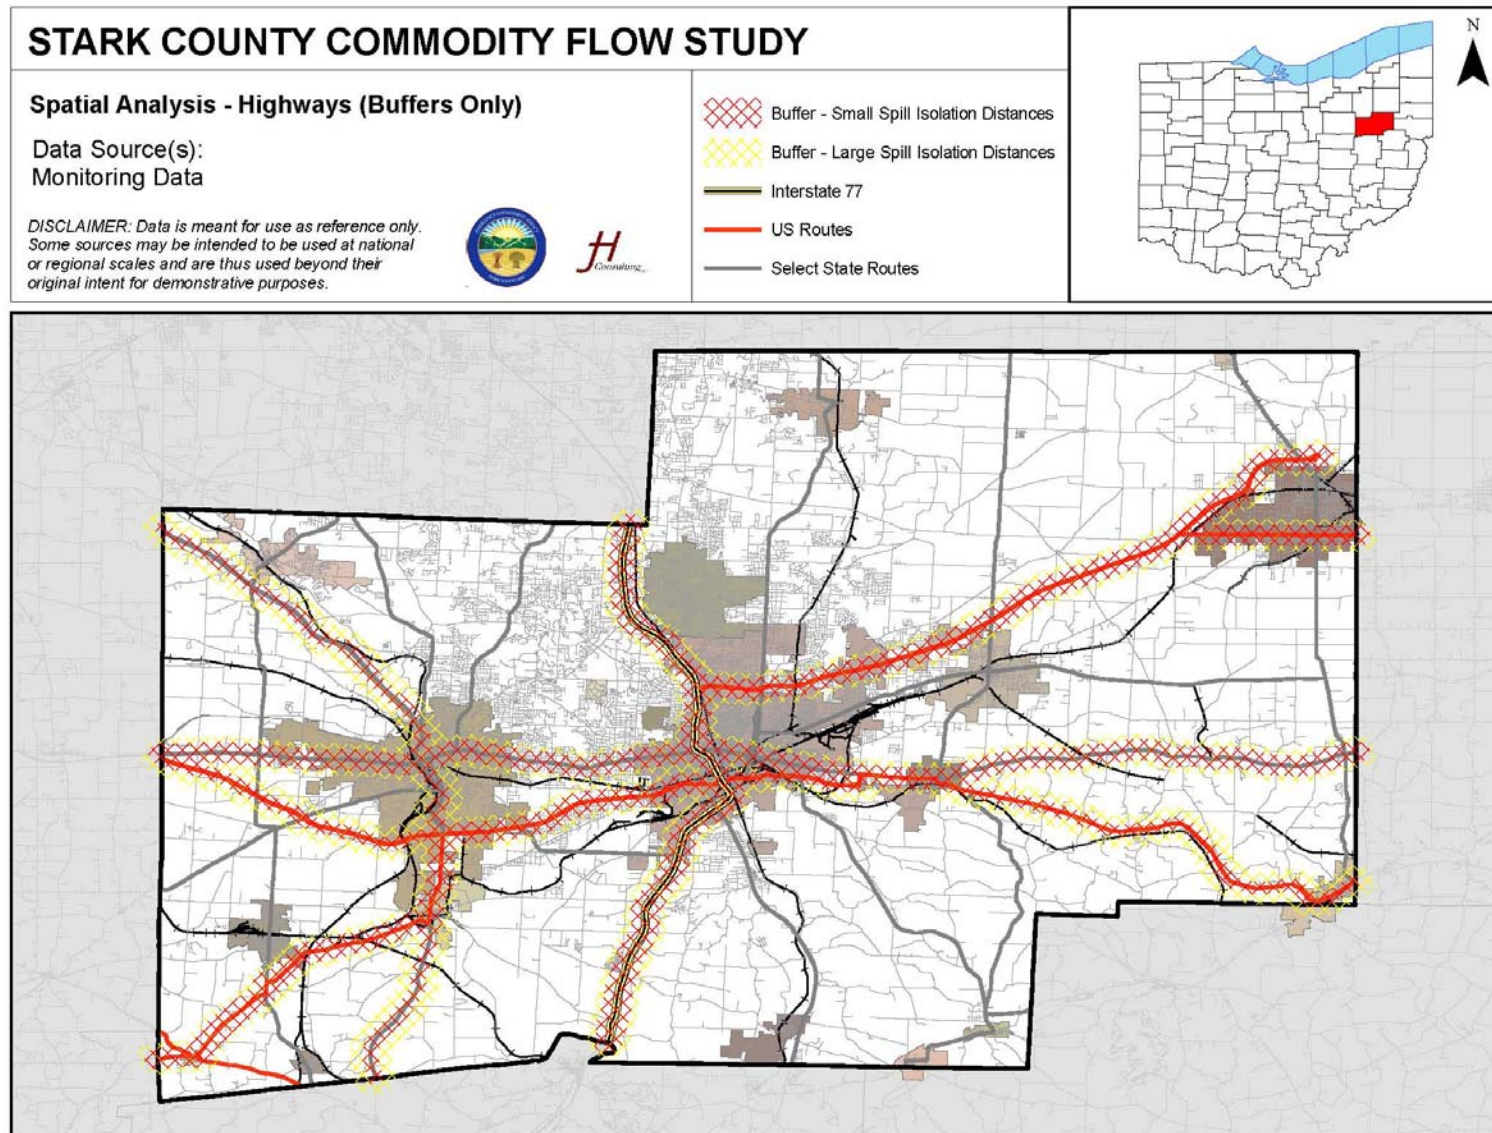 STARK COUNTY COMMODITY FLOW STUDY
Spatial Analysis - Highways (Buffers Only)
Data Source(s):
Monitoring Data
DISCLAIMER: Data is meant for use as reference only.
Some sources may be intended to be used at national
or regional scales and are thus used beyond their
original intent for demonstrative purposes.
JH
Consulting
Buffer - Small Spill Isolation Distances
Buffer - Large Spill Isolation Distances
Interstate 77
US Routes
Select State Routes
N